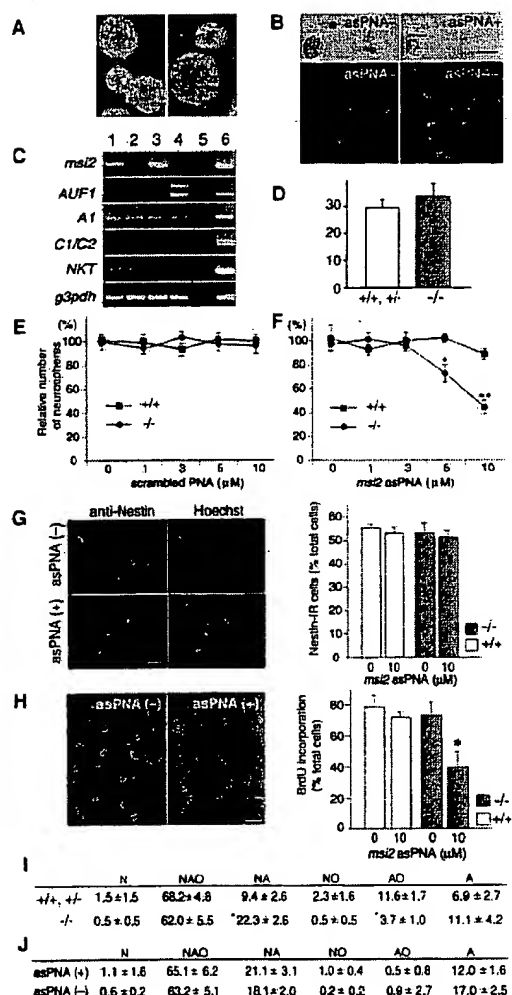 A
B
asPNA-
asPNA+
asPNA-
asPNA+
1 2 3 4 5 6
C
msi2
AUF1
A1
C1/C2
NKT
g3pdh
D
30
20
10
0
+/+, +/-
-/-
E
(%)
100
80
60
40
20
0
Relative number of neurospheres
+/+
-/-
0 1 3 5 10
scrambled PNA (μM)
F
(%)
100
80
60
40
20
0
+/+
-/-
*
**
0 1 3 5 10
msi2 asPNA (μM)
G
anti-Nestin Hoechst
asPNA (-)
asPNA (+)
Nestin-IR cells (% total cells)
60
50
40
30
20
10
0
-/-
+/+
0 10 0 10
msi2 asPNA (μM)
H
asPNA (-) asPNA (+)
BrdU incorporation (% total cells)
80
60
40
20
0
*
-/-
+/+
0 10 0 10
msi2 asPNA (μM)
I
N NAO NA NO AO A
+/+, +/- 1.5±1.5 68.2±4.8 9.4±2.6 2.3±1.6 11.6±1.7 6.9±2.7
-/- 0.5±0.5 62.0±5.5 *22.3±2.6 0.5±0.5 *3.7±1.0 11.1±4.2
J
N NAO NA NO AO A
asPNA (+) 1.1±1.6 65.1±6.2 21.1±3.1 1.0±0.4 0.5±0.8 12.0±1.6
asPNA (-) 0.6±0.2 63.2±5.1 18.1±2.0 0.2±0.2 0.9±2.7 17.0±2.5